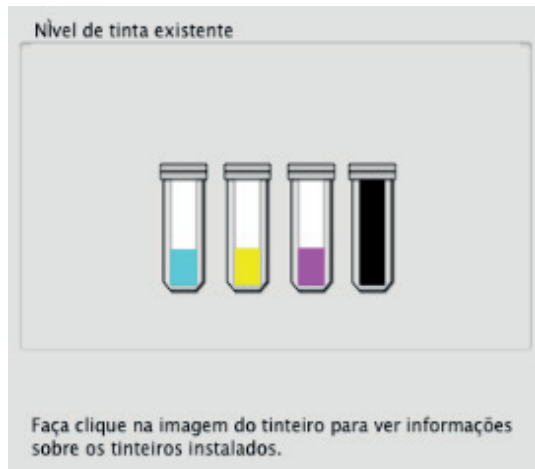 NÌvel de tinta existente
Faça clique na imagem do tinteiro para ver informações
sobre os tinteiros instalados.